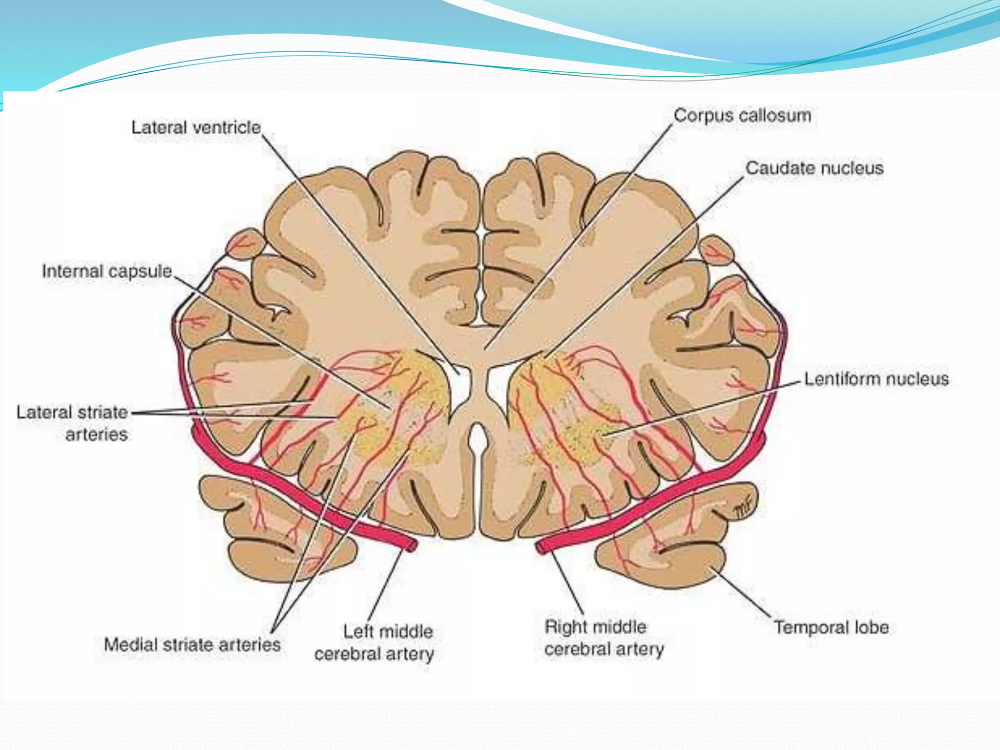 Lateral ventricle
Corpus callosum
Caudate nucleus
Internal capsule
Lentiform nucleus
Lateral striate
arteries
Medial striate arteries
Left middle
cerebral artery
Right middle
cerebral artery
Temporal lobe
MF